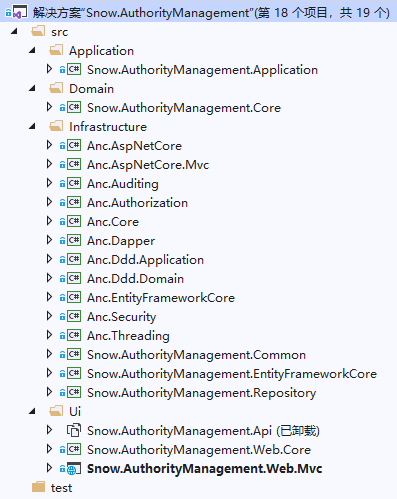 解决方案"Snow.AuthorityManagement"(第 18 个项目，共 19 个)
src
Application
C# Snow.AuthorityManagement.Application
Domain
C# Snow.AuthorityManagement.Core
Infrastructure
C# Anc.AspNetCore
C# Anc.AspNetCore.Mvc
C# Anc.Auditing
C# Anc.Authorization
C# Anc.Core
C# Anc.Dapper
C# Anc.Ddd.Application
C# Anc.Ddd.Domain
C# Anc.EntityFrameworkCore
C# Anc.Security
C# Anc.Threading
C# Snow.AuthorityManagement.Common
C# Snow.AuthorityManagement.EntityFrameworkCore
C# Snow.AuthorityManagement.Repository
Ui
Snow.AuthorityManagement.Api (已卸载)
C# Snow.AuthorityManagement.Web.Core
Snow.AuthorityManagement.Web.Mvc
test